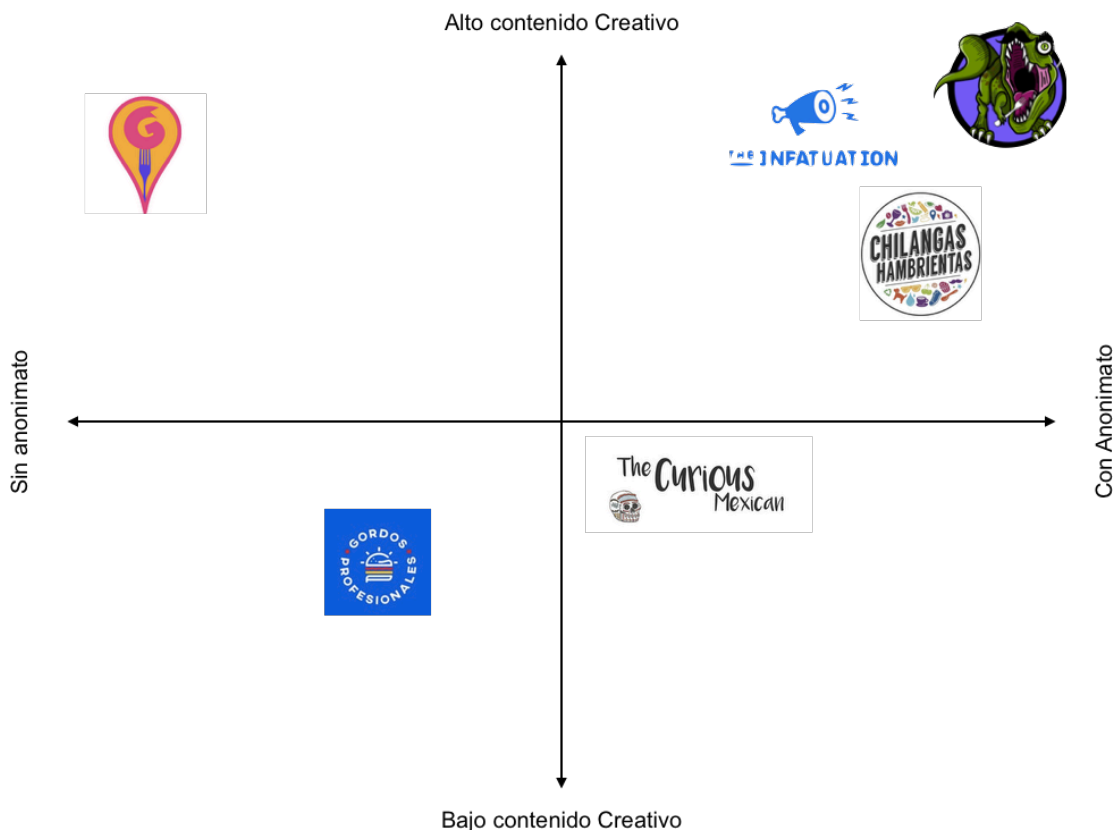 Alto contenido Creativo
G
THE INFATUATION
CHILANGAS
HAMBRIENTAS
Sin anonimato
Con Anonimato
The Curious
Mexican
GORDOS
PROFESIONALES
Bajo contenido Creativo